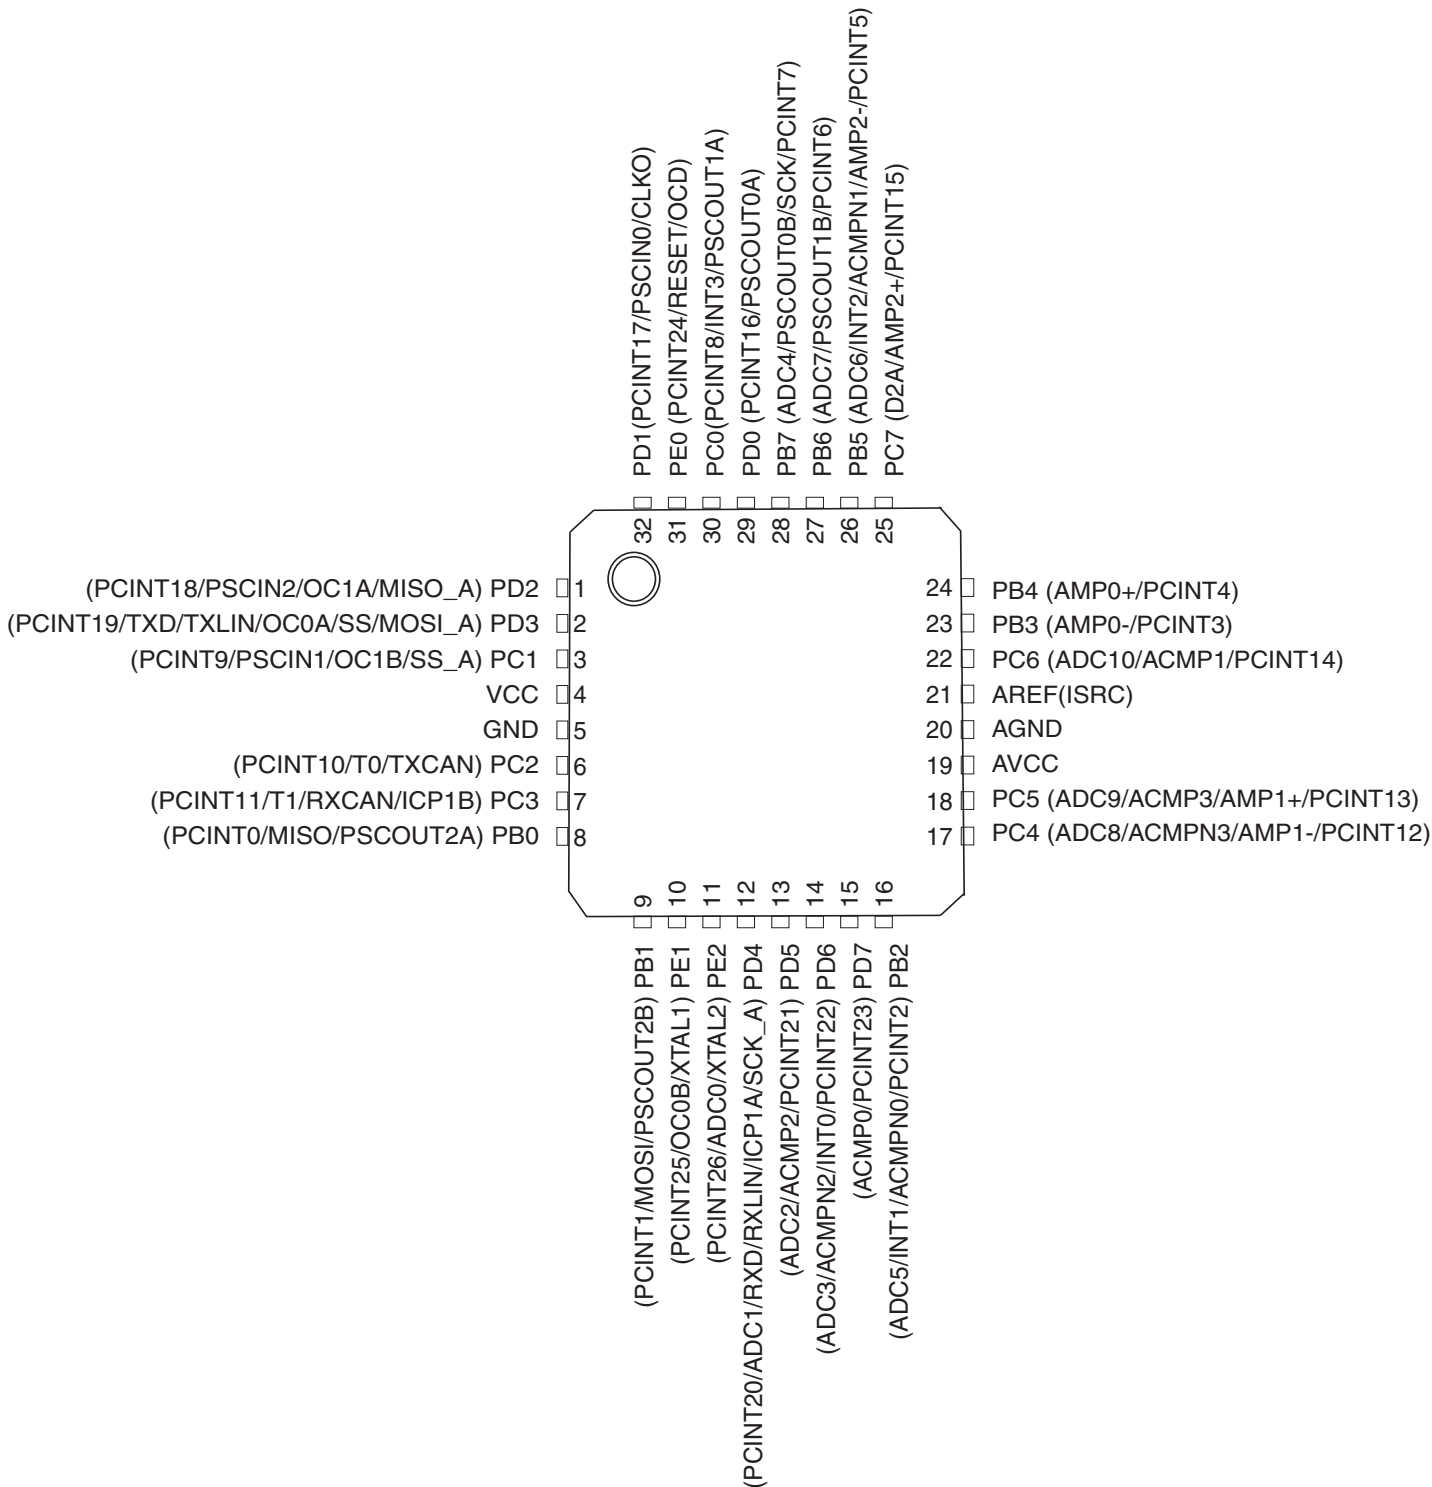 PD1(PCINT17/PSCIN0/CLKO)
PE0 (PCINT24/RESET/OCD)
PC0(PCINT8/INT3/PSCOUT1A)
PD0 (PCINT16/PSCOUT0A)
PB7 (ADC4/PSCOUT0B/SCK/PCINT7)
PB6 (ADC7/PSCOUT1B/PCINT6)
PB5 (ADC6/INT2/ACMPN1/AMP2-/PCINT5)
PC7 (D2A/AMP2+/PCINT15)
32
31
30
29
28
27
26
25
(PCINT18/PSCIN2/OC1A/MISO_A) PD2 1
(PCINT19/TXD/TXLIN/OC0A/SS/MOSI_A) PD3 2
(PCINT9/PSCIN1/OC1B/SS_A) PC1 3
VCC 4
GND 5
(PCINT10/T0/TXCAN) PC2 6
(PCINT11/T1/RXCAN/ICP1B) PC3 7
(PCINT0/MISO/PSCOUT2A) PB0 8
24 PB4 (AMP0+/PCINT4)
23 PB3 (AMP0-/PCINT3)
22 PC6 (ADC10/ACMP1/PCINT14)
21 AREF(ISRC)
20 AGND
19 AVCC
18 PC5 (ADC9/ACMP3/AMP1+/PCINT13)
17 PC4 (ADC8/ACMPN3/AMP1-/PCINT12)
9
10
11
12
13
14
15
16
(PCINT1/MOSI/PSCOUT2B) PB1
(PCINT25/OC0B/XTAL1) PE1
(PCINT26/ADC0/XTAL2) PE2
(PCINT20/ADC1/RXD/RXLIN/ICP1A/SCK_A) PD4
(ADC2/ACMP2/PCINT21) PD5
(ADC3/ACMPN2/INT0/PCINT22) PD6
(ACMP0/PCINT23) PD7
(ADC5/INT1/ACMPN0/PCINT2) PB2